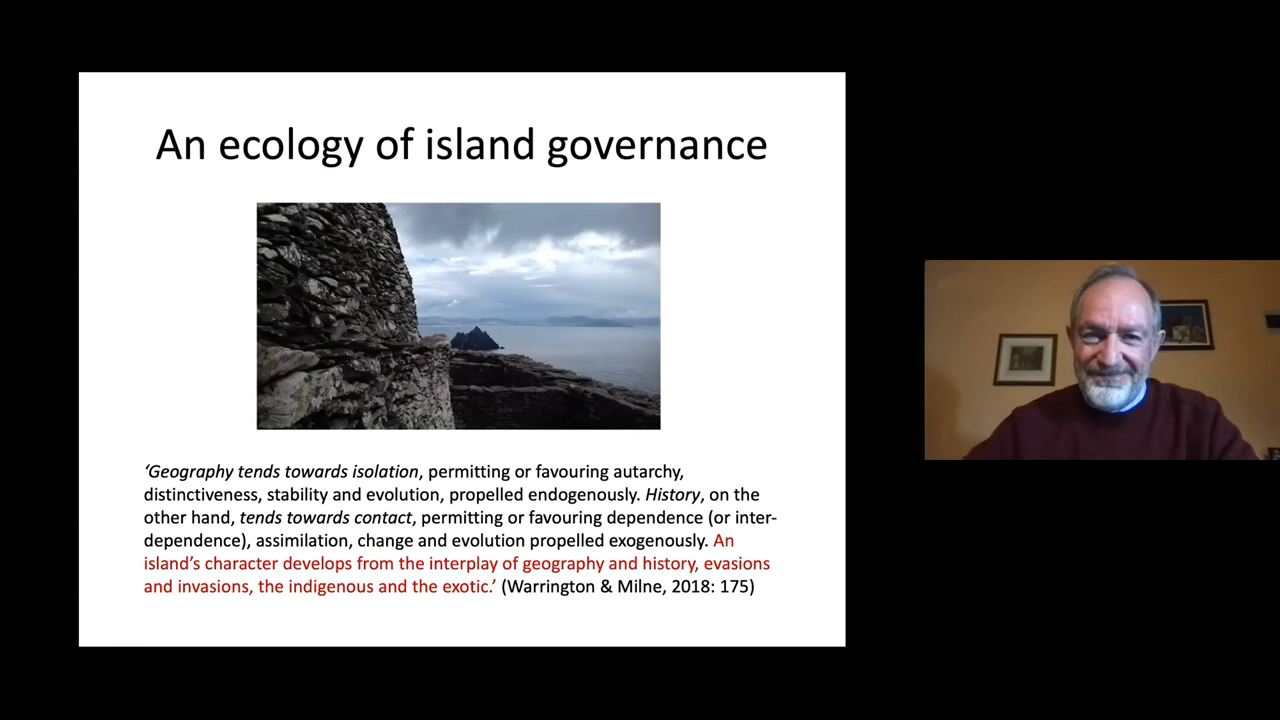 An ecology of island governance
‘Geography tends towards isolation, permitting or favouring autarchy,
distinctiveness, stability and evolution, propelled endogenously. History, on the
other hand, tends towards contact, permitting or favouring dependence (or inter-
dependence), assimilation, change and evolution propelled exogenously. An
island’s character develops from the interplay of geography and history, evasions
and invasions, the indigenous and the exotic.’ (Warrington & Milne, 2018: 175)